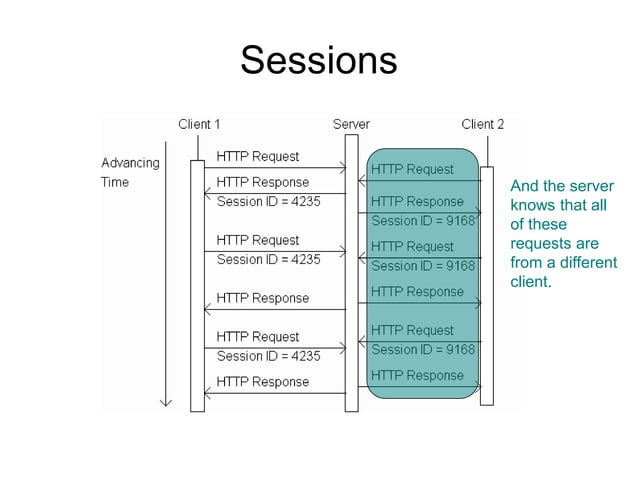 Sessions
Client 1
Server
Client 2
Advancing
Time
HTTP Request
HTTP Response
Session ID = 4235
HTTP Request
Session ID = 4235
HTTP Response
HTTP Request
Session ID = 4235
HTTP Response
HTTP Request
HTTP Response
Session ID = 9168
HTTP Request
Session ID = 9168
HTTP Response
HTTP Request
Session ID = 9168
HTTP Response
And the server
knows that all
of these
requests are
from a different
client.